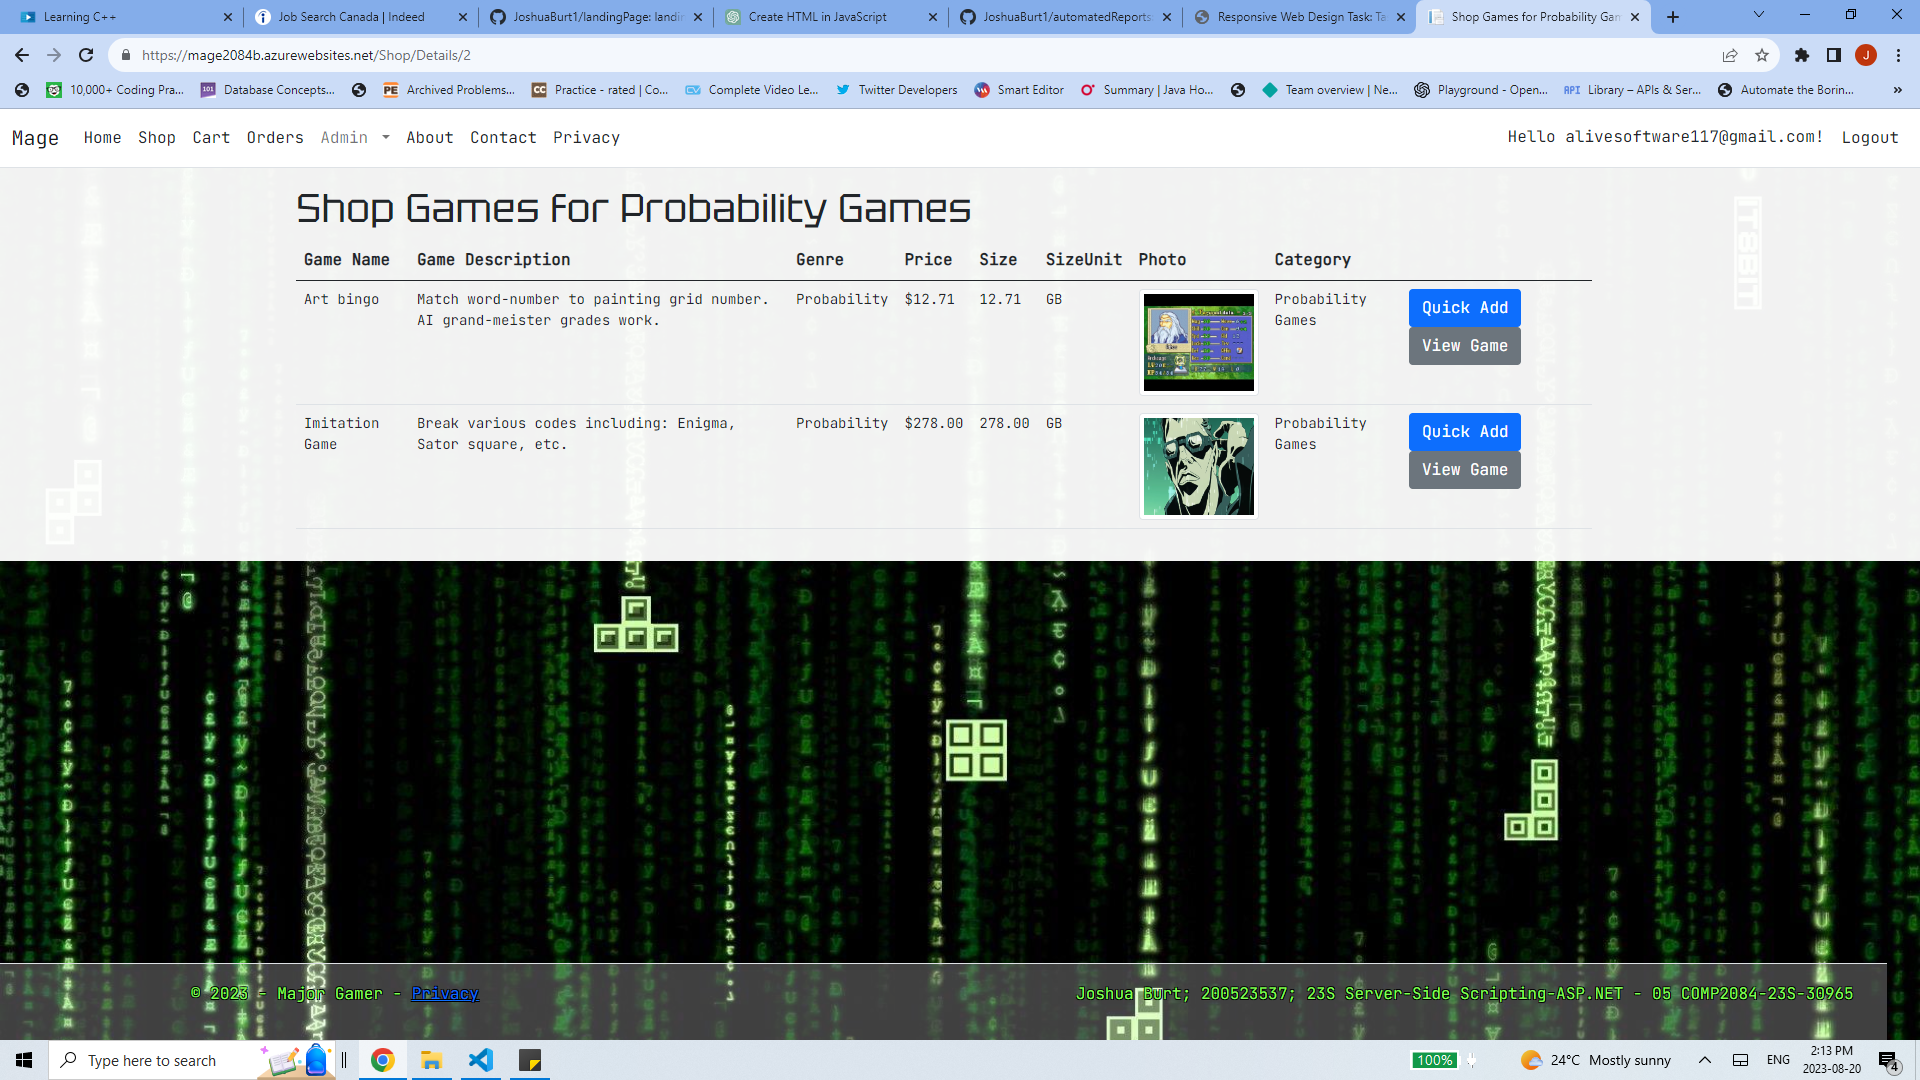 Learning C++
Job Search Canada | Indeed
JoshuaBurt1/landingPage: landin
Create HTML in JavaScript
JoshuaBurt1/automatedReports:
Responsive Web Design Task: Ta
Shop Games for Probability Gam
https://mage2084b.azurewebsites.net/Shop/Details/2
J
10,000+ Coding Pra...
101
Database Concepts...
PE
Archived Problems...
CC
Practice - rated | Co...
CV
Complete Video Le...
Twitter Developers
Smart Editor
Summary | Java Ho...
Team overview | Ne...
Playground - Open...
API
Library – APIs & Ser...
Automate the Borin...
»
Mage
Home
Shop
Cart
Orders
Admin
About
Contact
Privacy
Hello alivesoftware117@gmail.com!
Logout
Shop Games for Probability Games
Game Name
Game Description
Genre
Price
Size
SizeUnit
Photo
Category
Art bingo
Match word-number to painting grid number.
AI grand-meister grades work.
Probability
$12.71
12.71
GB
Probability
Games
Quick Add
View Game
Imitation
Game
Break various codes including: Enigma,
Sator square, etc.
Probability
$278.00
278.00
GB
Probability
Games
Quick Add
View Game
IT8BIT
© 2023 - Major Gamer - Privacy
Joshua Burt; 200523537; 23S Server-Side Scripting-ASP.NET - 05 COMP2084-23S-30965
Type here to search
100%
24°C Mostly sunny
ENG
2:13 PM
2023-08-20
4